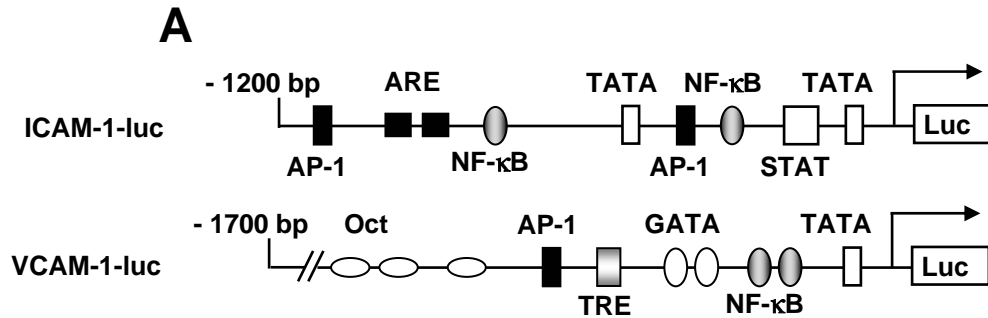 A
- 1200 bp ARE TATA NF-κB TATA
ICAM-1-luc Luc
AP-1 NF-κB AP-1 STAT
- 1700 bp Oct AP-1 GATA TATA
VCAM-1-luc Luc
TRE NF-κB